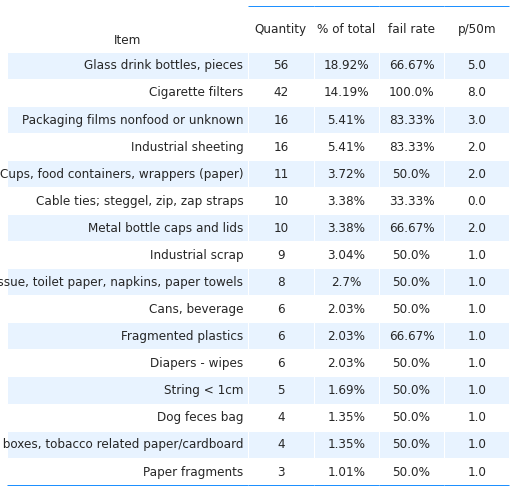 Item Quantity % of total fail rate p/50m
Glass drink bottles, pieces 56 18.92% 66.67% 5.0
Cigarette filters 42 14.19% 100.0% 8.0
Packaging films nonfood or unknown 16 5.41% 83.33% 3.0
Industrial sheeting 16 5.41% 83.33% 2.0
Cups, food containers, wrappers (paper) 11 3.72% 50.0% 2.0
Cable ties; steggel, zip, zap straps 10 3.38% 33.33% 0.0
Metal bottle caps and lids 10 3.38% 66.67% 2.0
Industrial scrap 9 3.04% 50.0% 1.0
ssue, toilet paper, napkins, paper towels 8 2.7% 50.0% 1.0
Cans, beverage 6 2.03% 50.0% 1.0
Fragmented plastics 6 2.03% 66.67% 1.0
Diapers - wipes 6 2.03% 50.0% 1.0
String < 1cm 5 1.69% 50.0% 1.0
Dog feces bag 4 1.35% 50.0% 1.0
boxes, tobacco related paper/cardboard 4 1.35% 50.0% 1.0
Paper fragments 3 1.01% 50.0% 1.0